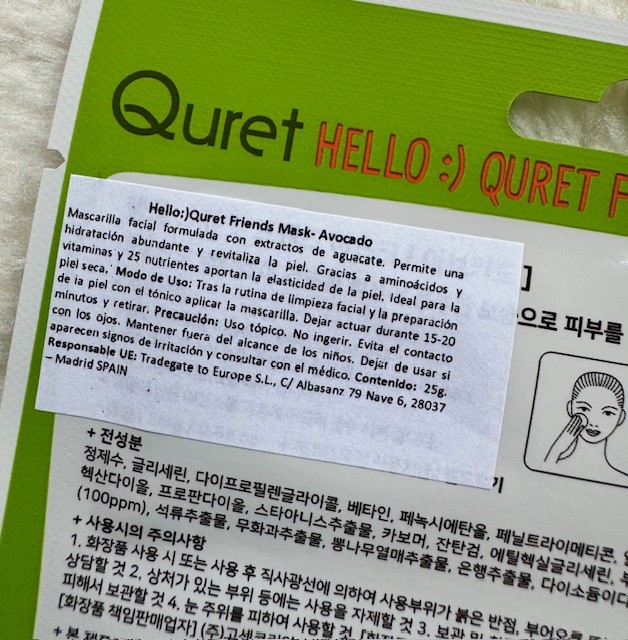 Quret HELLO :) QURET F
Hello;)Quret Friends Mask- Avocado
Mascarilla facial formulada con extractos de aguacate. Permite una
hidratación abundante y revitaliza la piel. Gracias a aminoácidos y
vitaminas y 25 nutrientes aportan la elasticidad de la piel. Ideal para la
piel seca. Modo de Uso: Tras la rutina de limpieza facial y la preparación
de la piel con el tónico aplicar la mascarilla. Dejar actuar durante 15-20
minutos y retirar. Precaución: Uso tópico. No ingerir. Evita el contacto
con los ojos. Mantener fuera del alcance de los niños. Dejar de usar si
aparecen signos de irritación y consultar con el médico. Contenido: 25g.
Responsable UE: Tradegate to Europe S.L., C/ Albasanz 79 Nave 6, 28037
– Madrid SPAIN
]
으로 피부를
기
+ 전성분
정제수, 글리세린, 다이프로필렌글라이콜, 베타인, 페녹시에탄올, 페닐트라이메티콘,
헥산다이올, 프로판다이올, 스타아니스추출물, 카보머, 잔탄검, 에틸헥실글리세린,
(100ppm), 석류추출물, 무화과추출물, 뽕나무열매추출물, 은행추출물, 다이소듐이디
+ 사용시의 주의사항
1. 화장품 사용 시 또는 사용 후 직사광선에 의하여 사용부위가 붉은 반점, 부어오름
상담할 것 2. 상처가 있는 부위 등에는 사용을 자제할 것 3. 보관 및
피해서 보관할 것 4. 눈 주위를 피하여 사용할 것
[화장품 책임판매업자] (주)